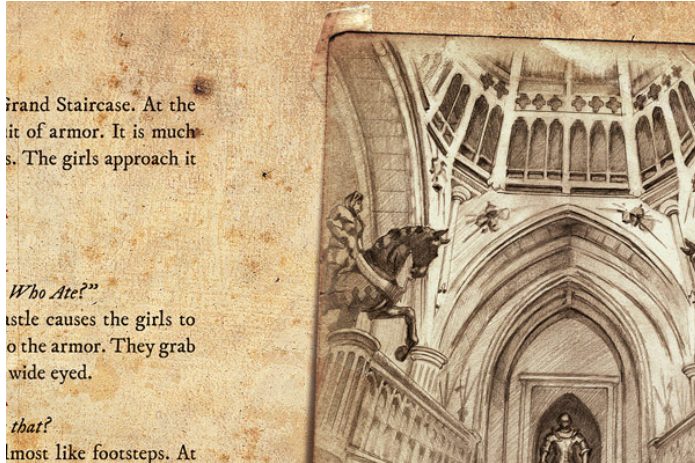 Grand Staircase. At the
it of armor. It is much
s. The girls approach it
Who Ate?”
astle causes the girls to
o the armor. They grab
wide eyed.
that?
lmost like footsteps. At